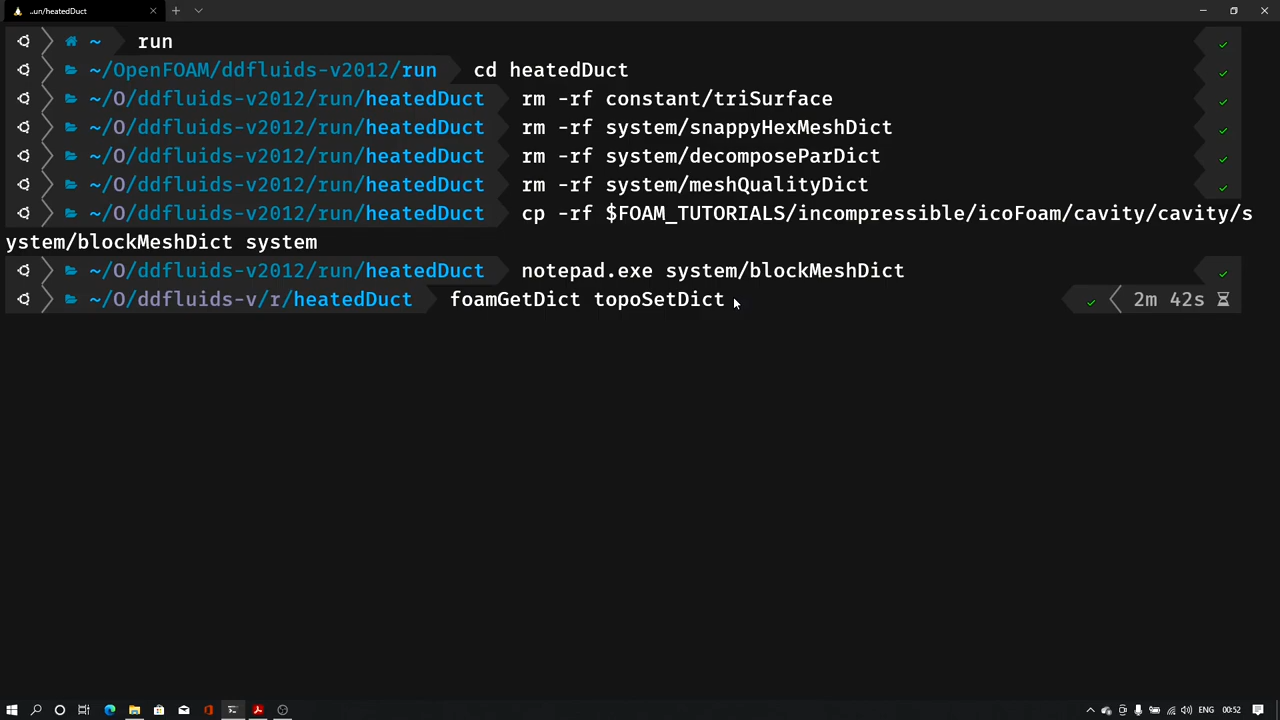 ..un/heatedDuct
~ run
~/OpenFOAM/ddfluids-v2012/run cd heatedDuct
~/O/ddfluids-v2012/run/heatedDuct rm -rf constant/triSurface
~/O/ddfluids-v2012/run/heatedDuct rm -rf system/snappyHexMeshDict
~/O/ddfluids-v2012/run/heatedDuct rm -rf system/decomposeParDict
~/O/ddfluids-v2012/run/heatedDuct rm -rf system/meshQualityDict
~/O/ddfluids-v2012/run/heatedDuct cp -rf $FOAM_TUTORIALS/incompressible/icoFoam/cavity/cavity/s
ystem/blockMeshDict system
~/O/ddfluids-v2012/run/heatedDuct notepad.exe system/blockMeshDict
~/O/ddfluids-v/r/heatedDuct foamGetDict topoSetDict 2m 42s
ENG 00:52